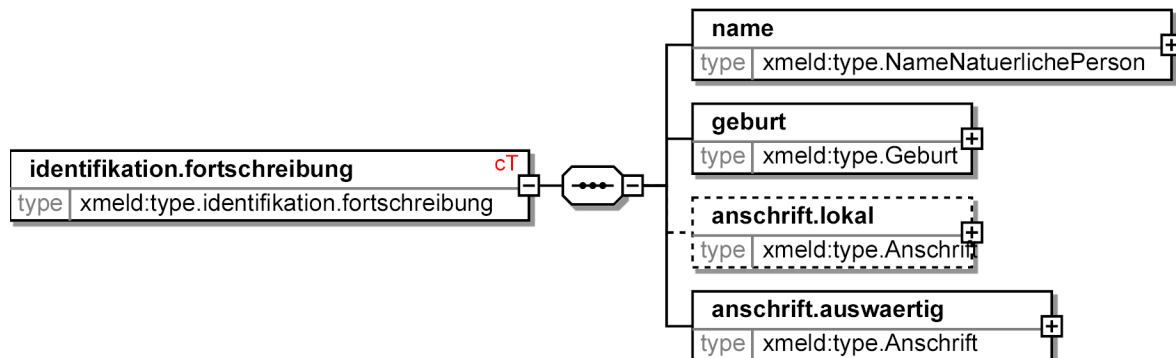 name
type xmeld:type.NameNatuerlichePerson
geburt
type xmeld:type.Geburt
identifikation.fortschreibung cT
type xmeld:type.identifikation.fortschreibung
anschrift.lokal
type xmeld:type.Anschrift
anschrift.auswaertig
type xmeld:type.Anschrift